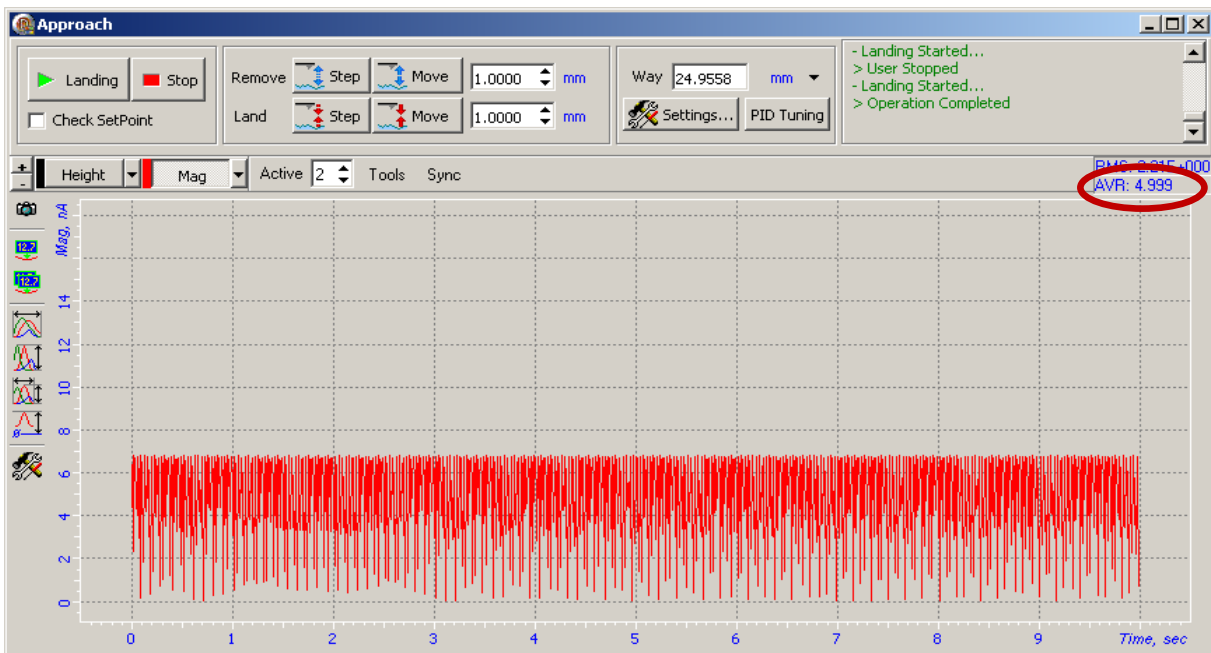 Approach
Landing Stop
Check SetPoint
Remove Step Move 1.0000 mm
Land Step Move 1.0000 mm
Way 24.9558 mm
Settings... PID Tuning
- Landing Started...
> User Stopped
- Landing Started...
> Operation Completed
+
-
Height Mag Active 2 Tools Sync
AVR: 4.999
Mag, nA
14
12
10
8
6
4
2
0
0 1 2 3 4 5 6 7 8 9 Time, sec